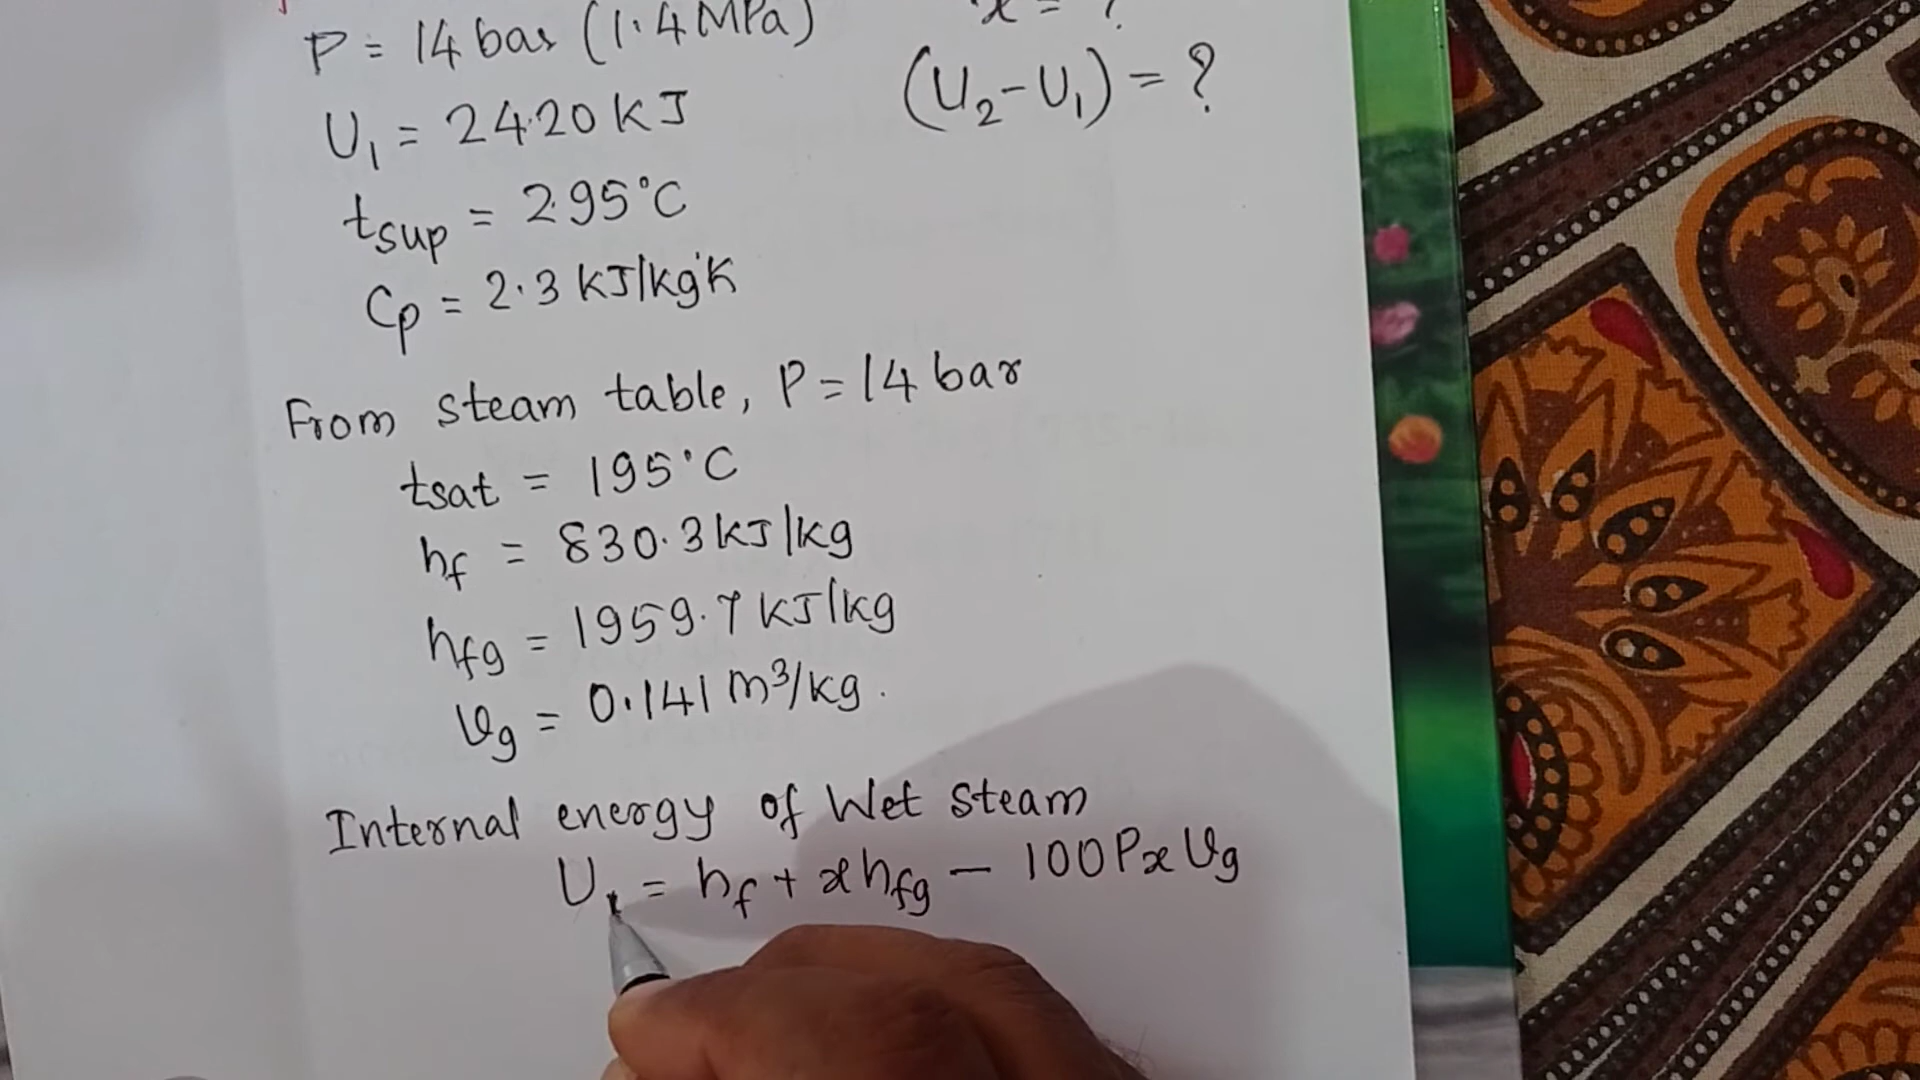 P = 14 bar (1.4 MPa)
x = ?
U₁ = 2420 KJ
(U₂-U₁) = ?
tsup = 295°C
Cp = 2.3 KJ/kg°K
From steam table, P = 14 bar
tsat = 195°C
hf = 830.3 KJ/kg
hfg = 1959.7 KJ/kg
vg = 0.141 m³/kg.
Internal energy of Wet steam
U₁ = hf + x hfg - 100 P x vg